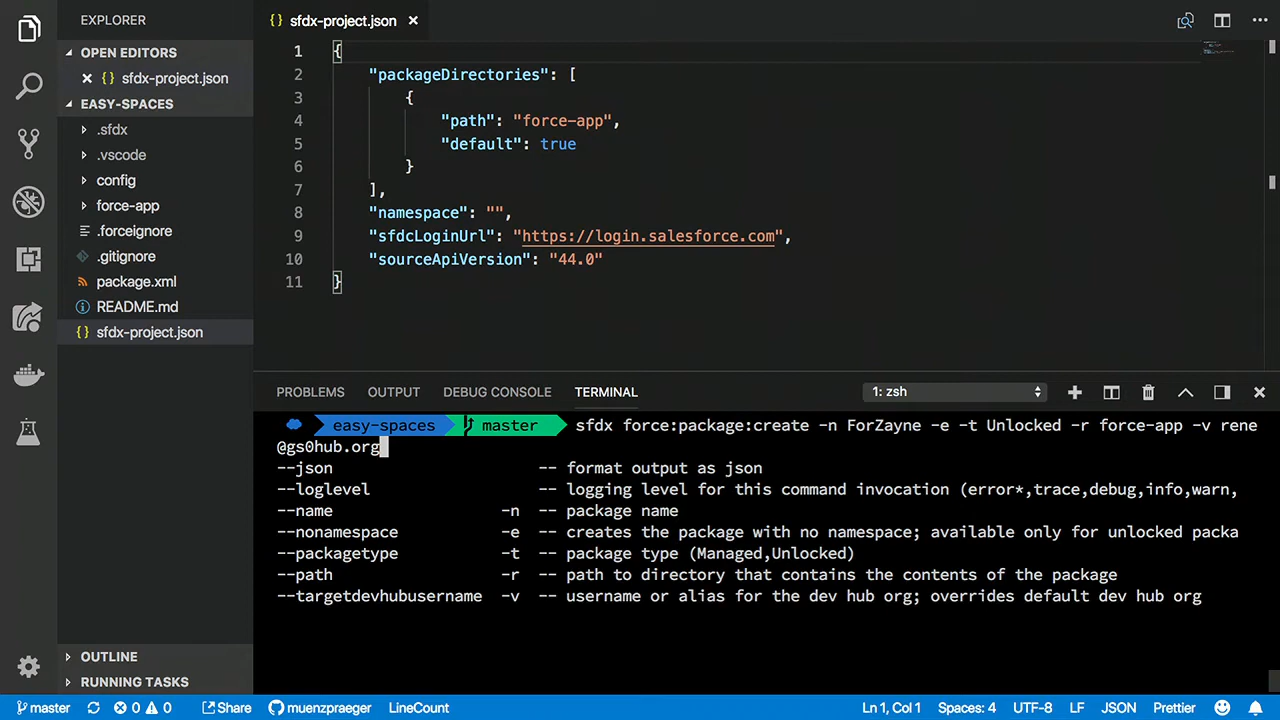 EXPLORER
OPEN EDITORS
sfdx-project.json
EASY-SPACES
.sfdx
.vscode
config
force-app
.forceignore
.gitignore
package.xml
README.md
sfdx-project.json
OUTLINE
RUNNING TASKS
sfdx-project.json
1 {
2 "packageDirectories": [
3 {
4 "path": "force-app",
5 "default": true
6 }
7 ],
8 "namespace": "",
9 "sfdcLoginUrl": "https://login.salesforce.com",
10 "sourceApiVersion": "44.0"
11 }
PROBLEMS OUTPUT DEBUG CONSOLE TERMINAL 1: zsh
easy-spaces master sfdx force:package:create -n ForZayne -e -t Unlocked -r force-app -v rene
@gs0hub.org
--json -- format output as json
--loglevel -- logging level for this command invocation (error*,trace,debug,info,warn,
--name -n -- package name
--nonamespace -e -- creates the package with no namespace; available only for unlocked packa
--packagetype -t -- package type (Managed,Unlocked)
--path -r -- path to directory that contains the contents of the package
--targetdevhubusername -v -- username or alias for the dev hub org; overrides default dev hub org
master 0 0 Share muenzpraeger LineCount Ln 1, Col 1 Spaces: 4 UTF-8 LF JSON Prettier